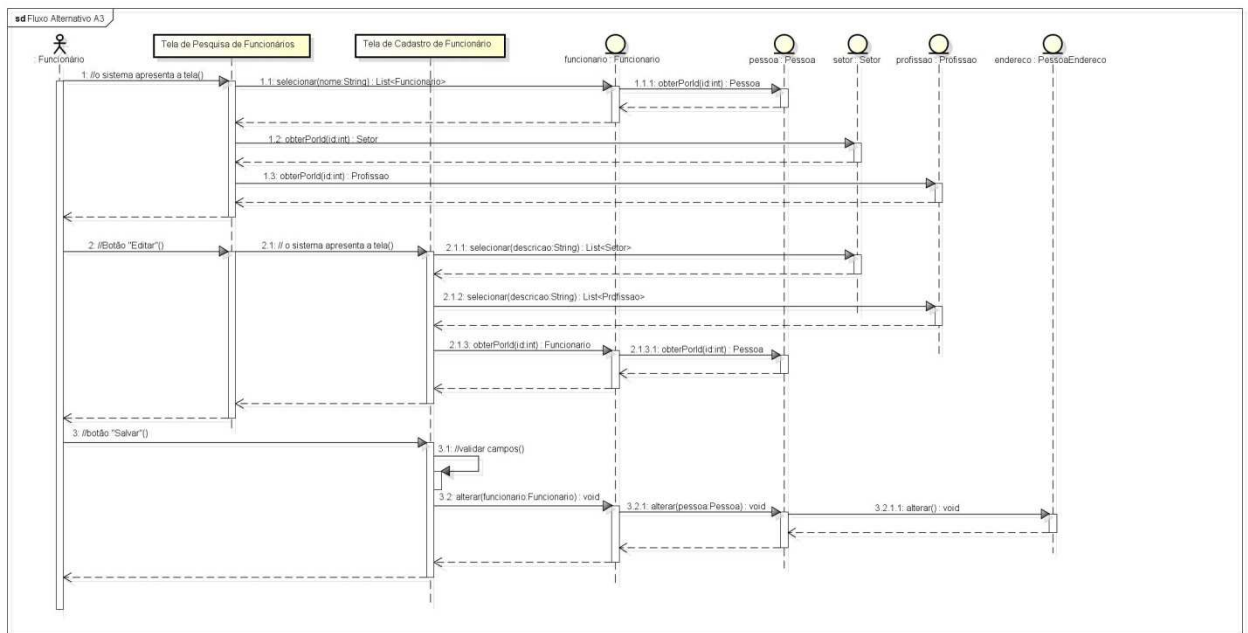 sd Fluxo Alternativo A3
: Funcionário
Tela de Pesquisa de Funcionários
Tela de Cadastro de Funcionário
funcionario : Funcionario
pessoa : Pessoa
setor : Setor
profissao : Profissao
endereco : PessoaEndereco
1: //o sistema apresenta a tela()
1.1: selecionar(nome:String) : List<Funcionario>
1.1.1: obterPorId(id:int) : Pessoa
1.2: obterPorId(id:int) : Setor
1.3: obterPorId(id:int) : Profissao
2: //Botão "Editar"()
2.1: // o sistema apresenta a tela()
2.1.1: selecionar(descricao:String) : List<Setor>
2.1.2: selecionar(descricao:String) : List<Profissao>
2.1.3: obterPorId(id:int) : Funcionario
2.1.3.1: obterPorId(id:int) : Pessoa
3: //botão "Salvar"()
3.1: //validar campos()
3.2: alterar(funcionario:Funcionario) : void
3.2.1: alterar(pessoa:Pessoa) : void
3.2.1.1: alterar() : void